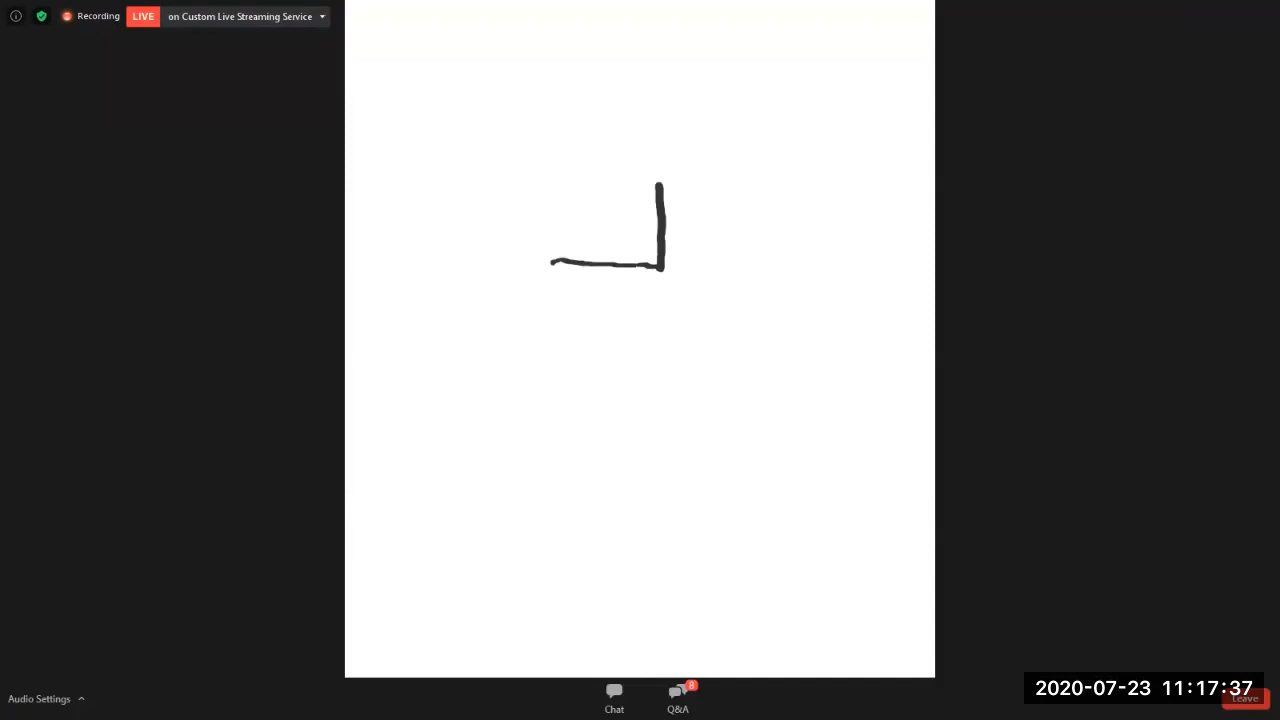 Recording LIVE on Custom Live Streaming Service
Audio Settings
Chat
Q&A
8
2020-07-23 11:17:37
Leave